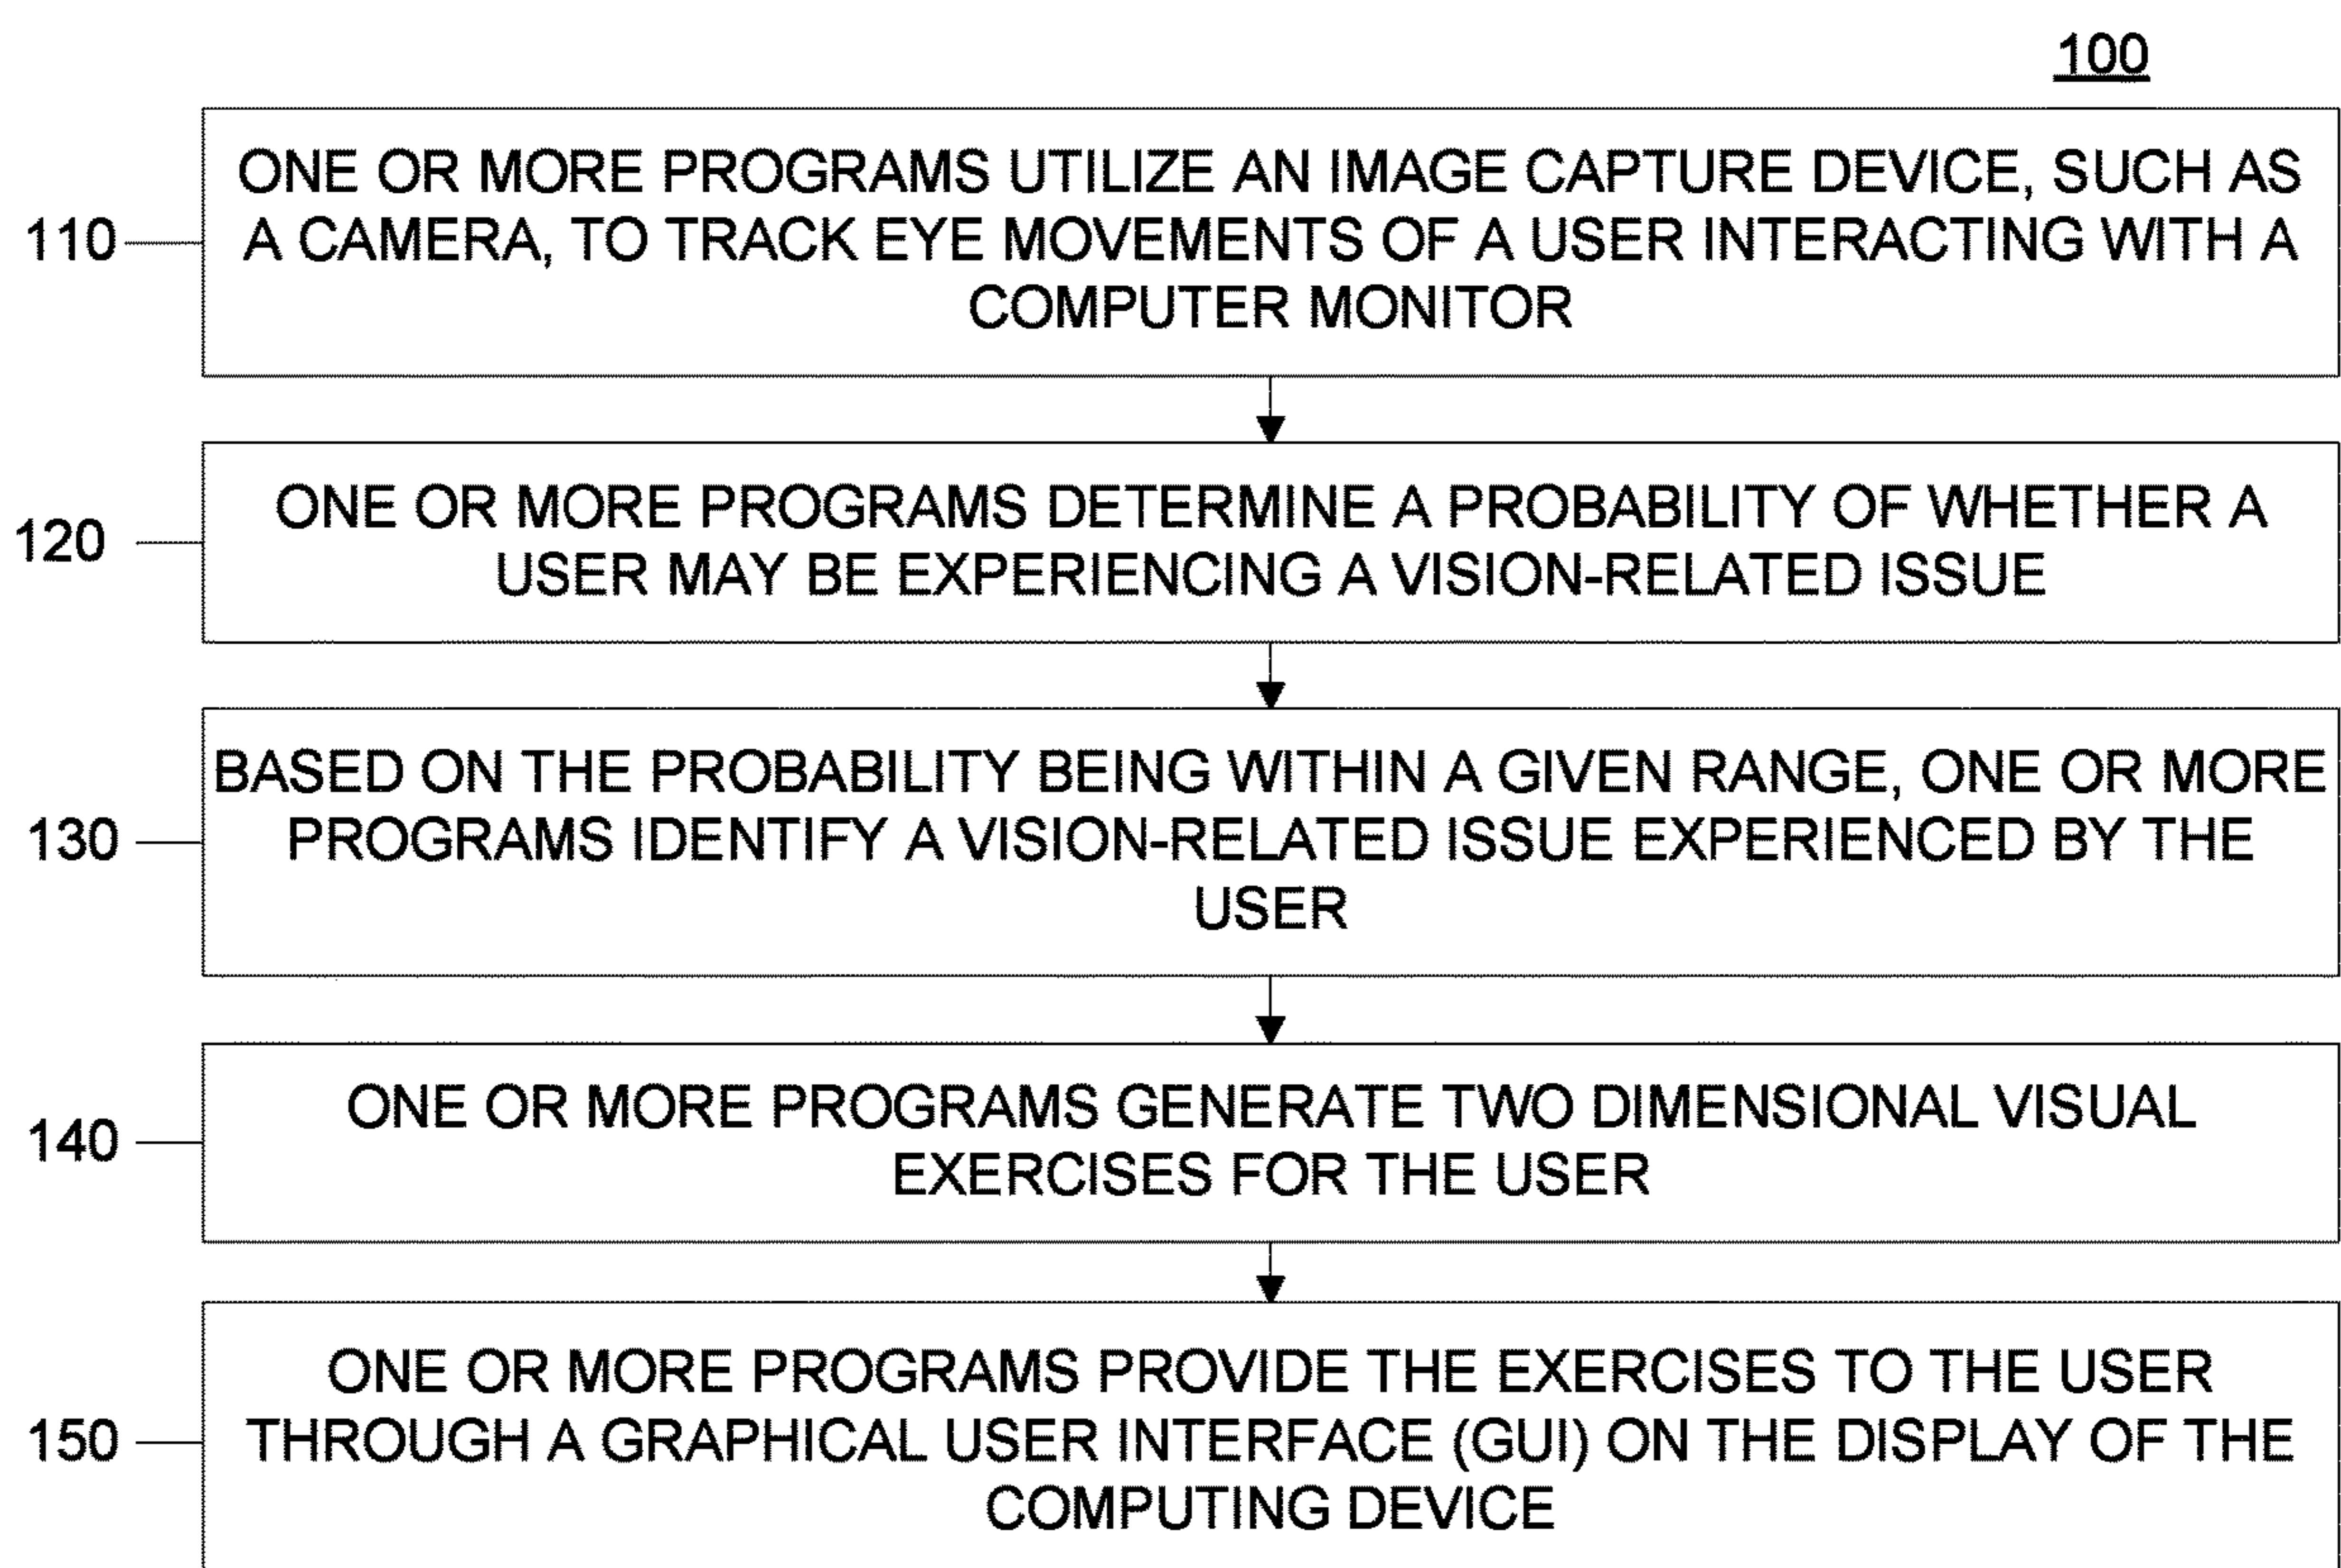 100
ONE OR MORE PROGRAMS UTILIZE AN IMAGE CAPTURE DEVICE, SUCH AS
110
A CAMERA, TO TRACK EYE MOVEMENTS OF A USER INTERACTING WITH A
COMPUTER MONITOR
ONE OR MORE PROGRAMS DETERMINE A PROBABILITY OF WHETHER A
120
USER MAY BE EXPERIENCING A VISION-RELATED ISSUE
BASED ON THE PROBABILITY BEING WITHIN A GIVEN RANGE, ONE OR MORE
130
PROGRAMS IDENTIFY A VISION-RELATED ISSUE EXPERIENCED BY THE
USER
ONE OR MORE PROGRAMS GENERATE TWO DIMENSIONAL VISUAL
140
EXERCISES FOR THE USER
ONE OR MORE PROGRAMS PROVIDE THE EXERCISES TO THE USER
150
THROUGH A GRAPHICAL USER INTERFACE (GUI) ON THE DISPLAY OF THE
COMPUTING DEVICE